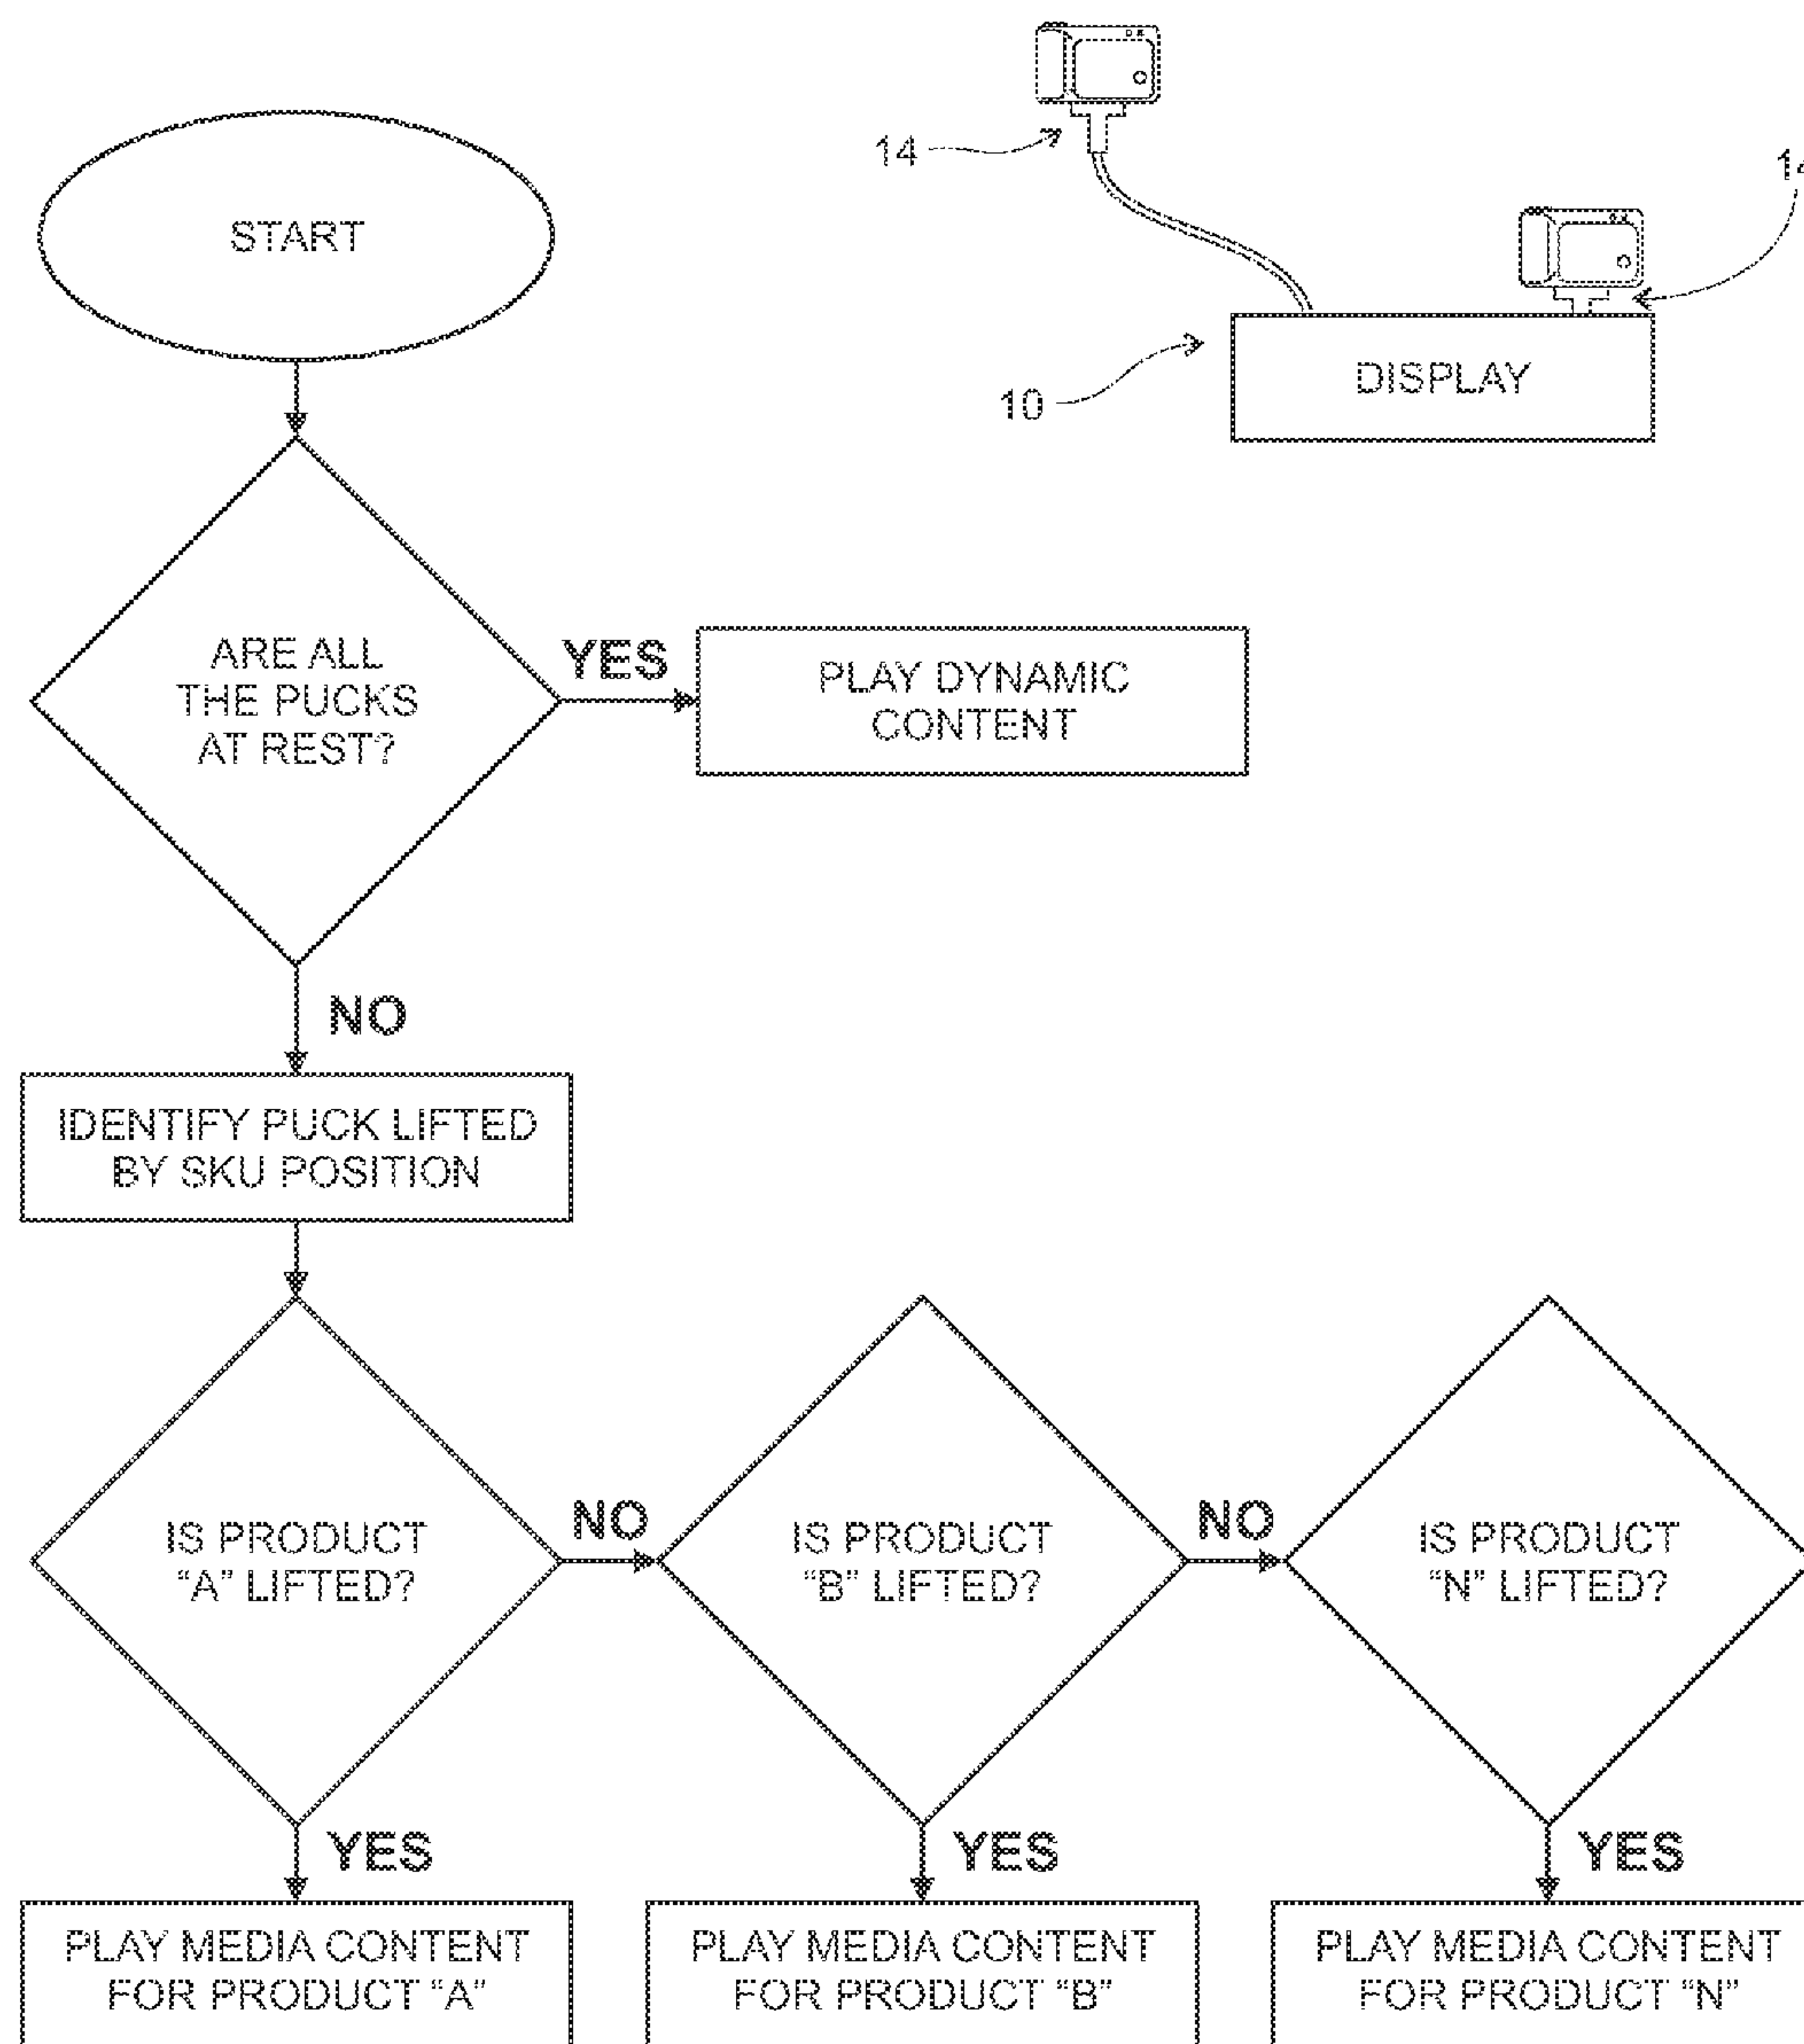 START
14
14
10
DISPLAY
ARE ALL
THE PUCKS
AT REST?
YES
PLAY DYNAMIC
CONTENT
NO
IDENTIFY PUCK LIFTED
BY SKU POSITION
IS PRODUCT
“A” LIFTED?
NO
IS PRODUCT
“B” LIFTED?
NO
IS PRODUCT
“N” LIFTED?
YES
YES
YES
PLAY MEDIA CONTENT
FOR PRODUCT “A”
PLAY MEDIA CONTENT
FOR PRODUCT “B”
PLAY MEDIA CONTENT
FOR PRODUCT “N”